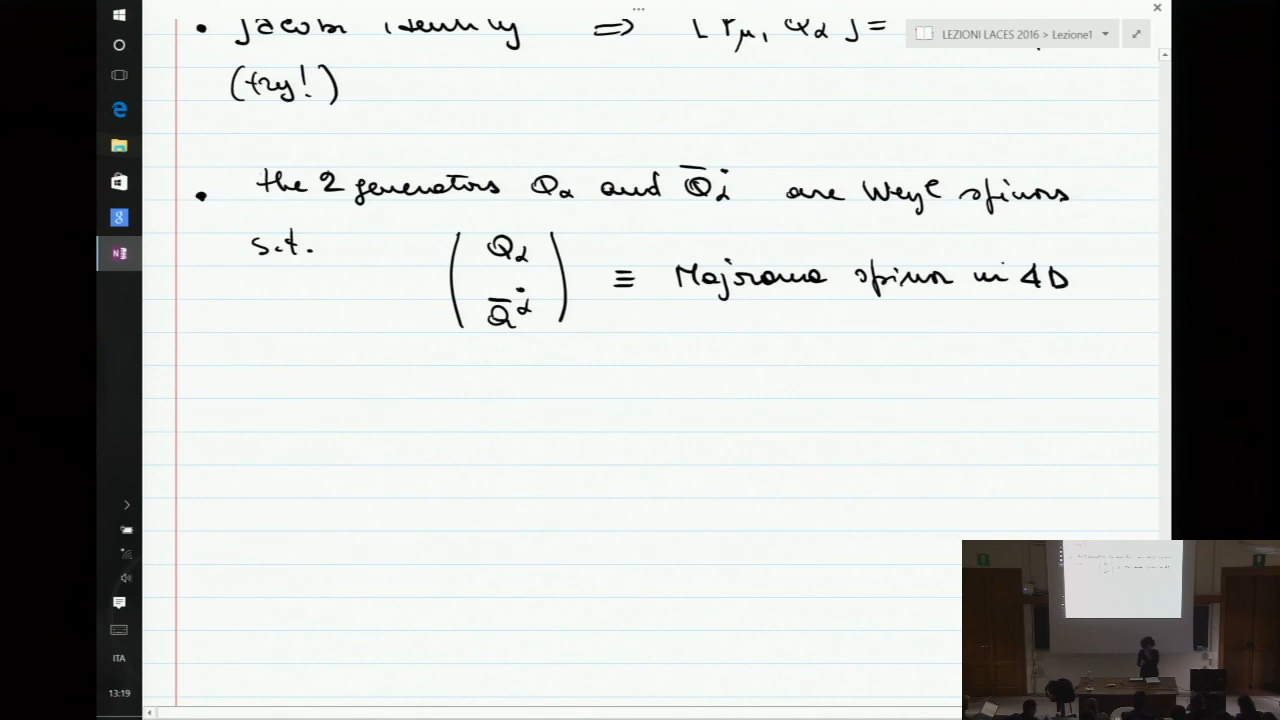 LEZIONI LACES 2016 > Lezione1
• Jacobi identity ⇒ [Pμ, Qα] =
(try!)
• the 2 generators Qα and Q̄α̇ are Weyl spinors
s.t. ( Qα
Q̄^α̇ ) ≡ Majorana spinor in 4D
ITA
13:19